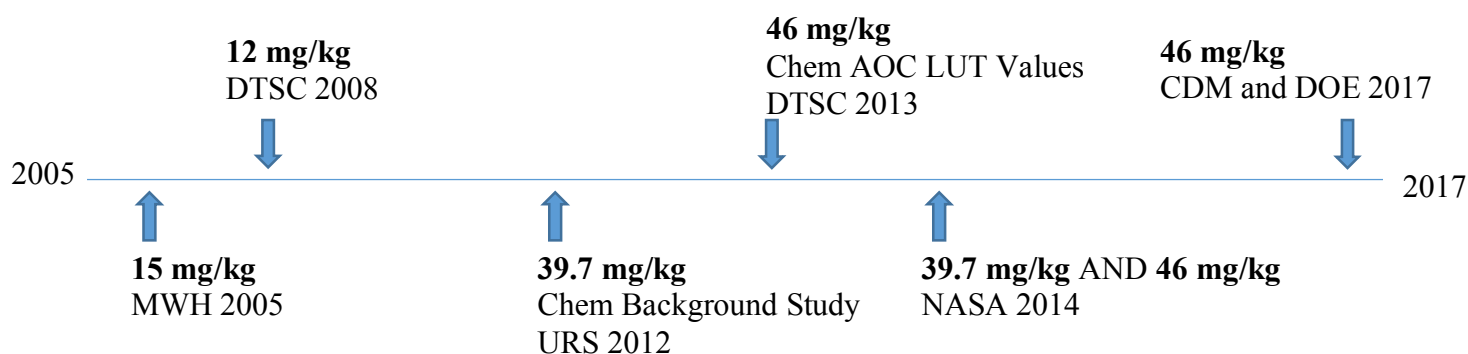 12 mg/kg
DTSC 2008
46 mg/kg
Chem AOC LUT Values
DTSC 2013
46 mg/kg
CDM and DOE 2017
2005
2017
15 mg/kg
MWH 2005
39.7 mg/kg
Chem Background Study
URS 2012
39.7 mg/kg AND 46 mg/kg
NASA 2014